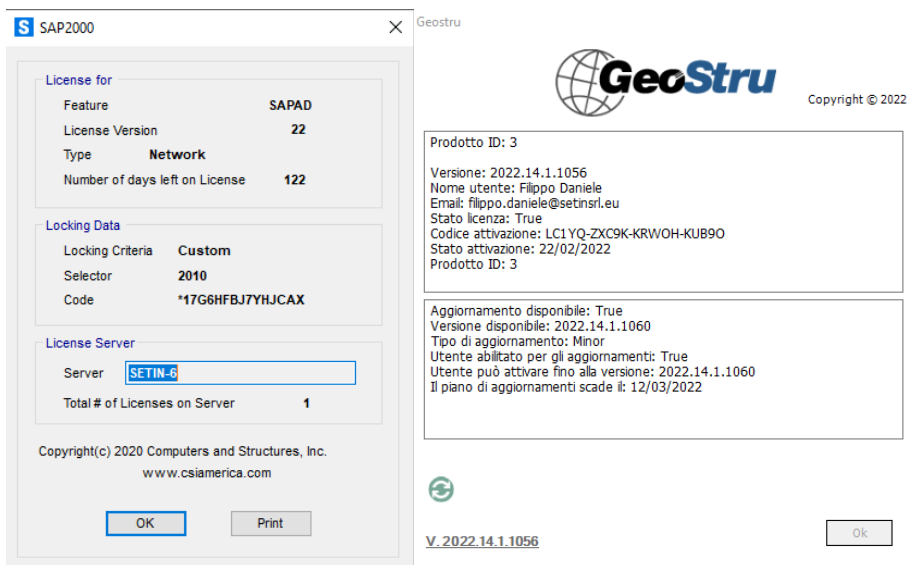 SAP2000
License for
Feature SAPAD
License Version 22
Type Network
Number of days left on License 122
Locking Data
Locking Criteria Custom
Selector 2010
Code *17G6HFBJ7YHJCAX
License Server
Server SETIN-6
Total # of Licenses on Server 1
Copyright(c) 2020 Computers and Structures, Inc.
www.csiamerica.com
OK Print
Geostru
GeoStru
Copyright © 2022
Prodotto ID: 3
Versione: 2022.14.1.1056
Nome utente: Filippo Daniele
Email: filippo.daniele@setinsrl.eu
Stato licenza: True
Codice attivazione: LC1YQ-ZXC9K-KRWOH-KUB9O
Stato attivazione: 22/02/2022
Prodotto ID: 3
Aggiornamento disponibile: True
Versione disponibile: 2022.14.1.1060
Tipo di aggiornamento: Minor
Utente abilitato per gli aggiornamenti: True
Utente può attivare fino alla versione: 2022.14.1.1060
Il piano di aggiornamenti scade il: 12/03/2022
V. 2022.14.1.1056
Ok